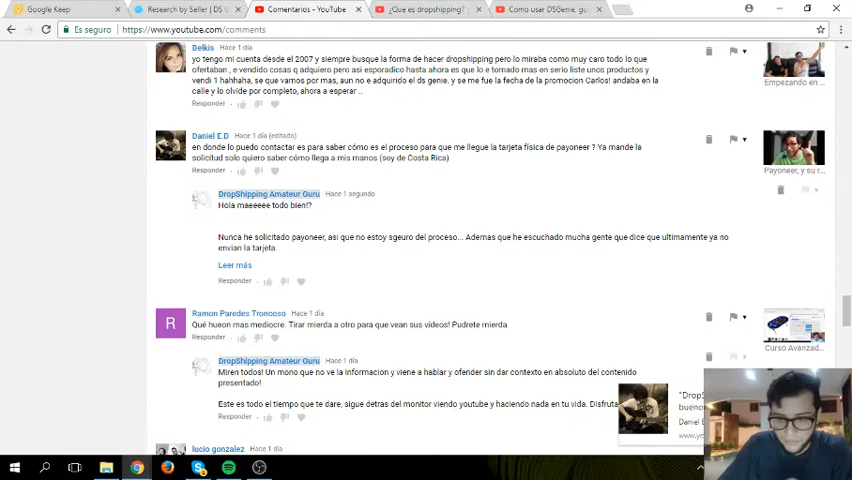 Google Keep
Research by Seller | DS G
Comentarios - YouTube
¿Que es dropshipping?
Como usar DSGenie, gu
Es seguro
https://www.youtube.com/comments
Belkis Hace 1 día
yo tengo mi cuenta desde el 2007 y siempre busque la forma de hacer dropshipping pero lo miraba como muy caro todo lo que
ofertaban , e vendido cosas q adquiero pero asi esporadico hasta ahora es que lo e tornado mas en serio liste unos productos y
vendi 1 hahhaha, se que vamos por mas, aun no e adquirido el ds genie. y se me fue la fecha de la promocion Carlos! andaba en la
calle y lo olvide por completo, ahora a esperar ..
Responder
Empezando en...
Daniel E.D Hace 1 día (editado)
en donde lo puedo contactar es para saber cómo es el proceso para que me llegue la tarjeta física de payoneer ? Ya mande la
solicitud solo quiero saber cómo llega a mis manos (soy de Costa Rica)
Responder
Payoneer, y su r...
DropShipping Amateur Guru Hace 1 segundo
Hola maeeeee todo bien!?
Nunca he solicitado payoneer, asi que no estoy sgeuro del proceso... Ademas que he escuchado mucha gente que dice que ultimamente ya no
envian la tarjeta.
Leer más
Responder
R
Ramon Paredes Troncoso Hace 1 día
Qué hueon mas mediocre. Tirar mierda a otro para que vean sus videos! Pudrete mierda
Responder
Curso Avanzad...
DropShipping Amateur Guru Hace 1 día
Miren todos! Un mono que no ve la informacion y viene a hablar y ofender sin dar contexto en absoluto del contenido
presentado!
Este es todo el tiempo que te dare, sigue detras del monitor viendo youtube y haciendo nada en tu vida. Disfruta
Responder
"DropS
bueno
Daniel E
www.yo
lucio gonzalez